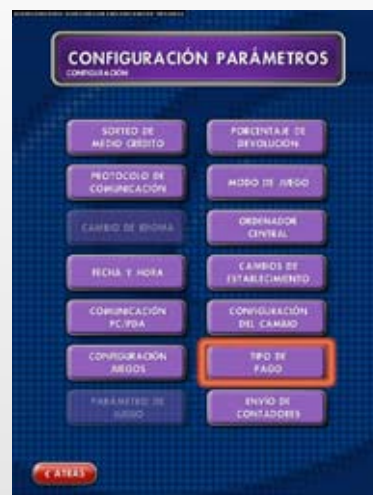 CONFIGURACIÓN PARÁMETROS
CONFIGURACIÓN
SORTEO DE
MEDIO CRÉDITO
PORCENTAJE DE
DEVOLUCIÓN
PROTOCOLO DE
COMUNICACIÓN
MODO DE JUEGO
CAMBIO DE IDIOMA
ORDENADOR
CENTRAL
FECHA Y HORA
CAMBIOS DE
ESTABLECIMIENTO
COMUNICACIÓN
PC/PDA
CONFIGURACIÓN
DEL CAMBIO
CONFIGURACIÓN
JUEGOS
TIPO DE
PAGO
PARÁMETRO DE
JUEGO
ENVÍO DE
CONTADORES
< ATRÁS